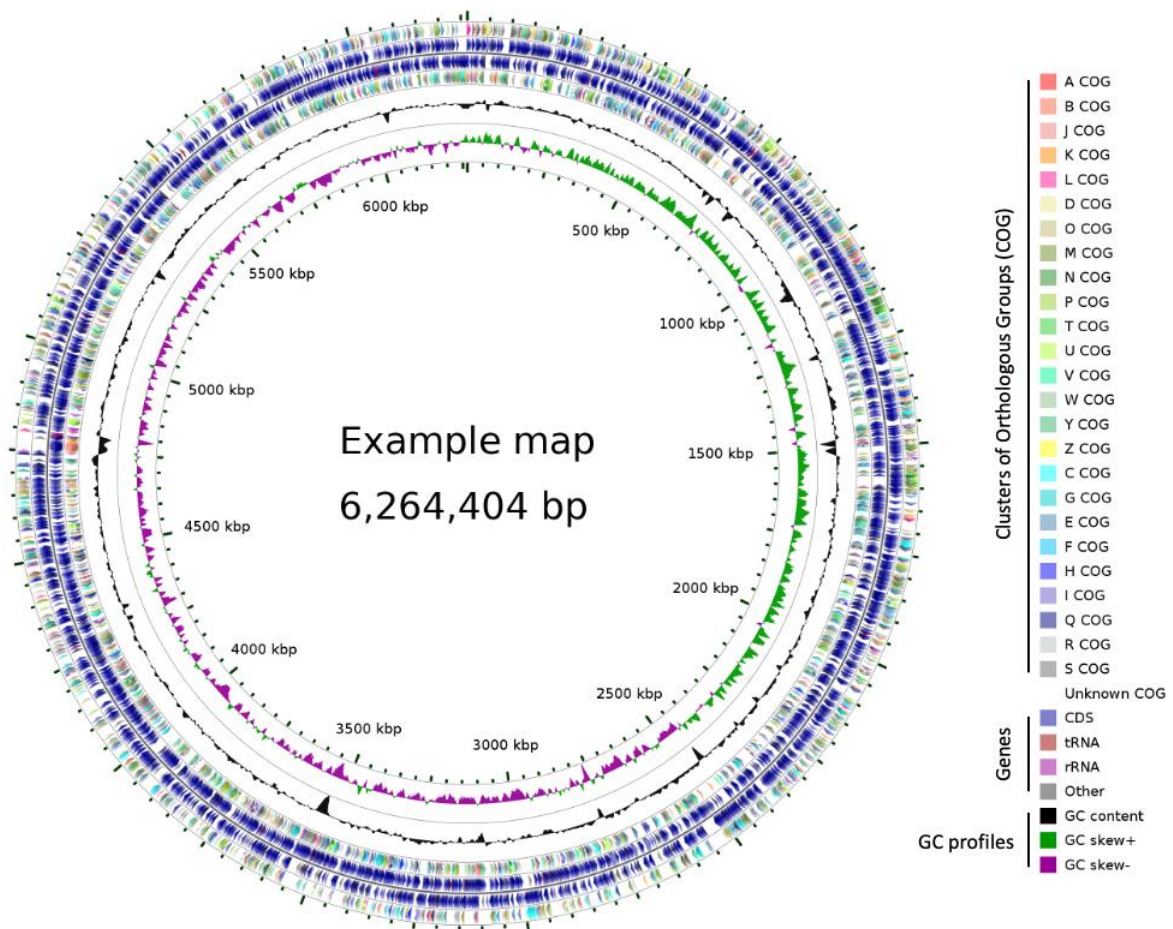 6000 kbp
500 kbp
5500 kbp
1000 kbp
5000 kbp
Example map
1500 kbp
6,264,404 bp
4500 kbp
2000 kbp
4000 kbp
2500 kbp
3500 kbp
3000 kbp
Clusters of Orthologous Groups (COG)
A COG
B COG
J COG
K COG
L COG
D COG
O COG
M COG
N COG
P COG
T COG
U COG
V COG
W COG
Y COG
Z COG
C COG
G COG
E COG
F COG
H COG
I COG
Q COG
R COG
S COG
Unknown COG
Genes
CDS
tRNA
rRNA
Other
GC profiles
GC content
GC skew+
GC skew-